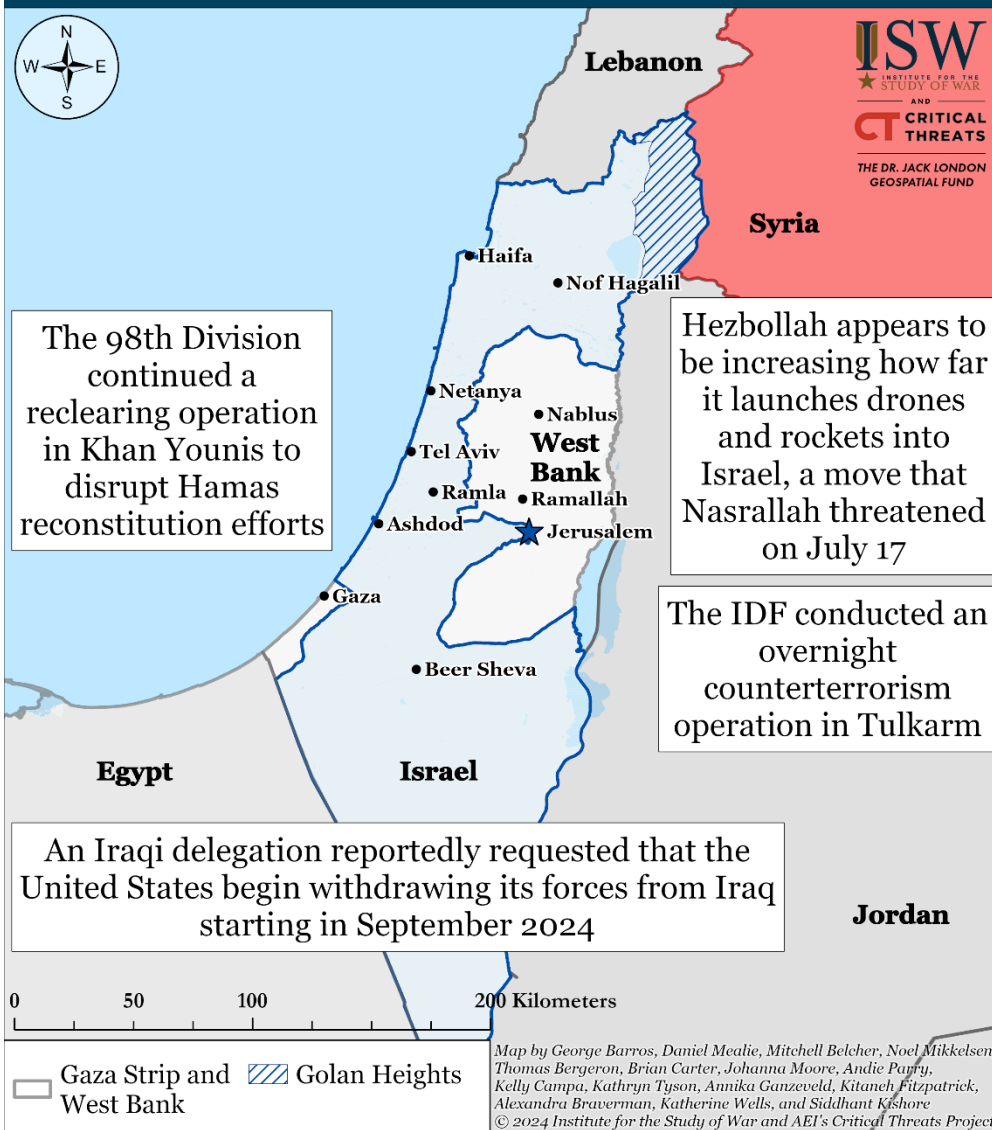 N
W
E
S
Lebanon
ISW
INSTITUTE FOR THE
STUDY OF WAR
AND
CT CRITICAL
THREATS
THE DR. JACK LONDON
GEOSPATIAL FUND
Syria
Haifa
Nof Hagalil
The 98th Division
continued a
reclearing operation
in Khan Younis to
disrupt Hamas
reconstitution efforts
Hezbollah appears to
be increasing how far
it launches drones
and rockets into
Israel, a move that
Nasrallah threatened
on July 17
Netanya
Nablus
West
Bank
Tel Aviv
Ramla
Ramallah
Ashdod
Jerusalem
Gaza
The IDF conducted an
overnight
counterterrorism
operation in Tulkarm
Beer Sheva
Egypt
Israel
An Iraqi delegation reportedly requested that the
United States begin withdrawing its forces from Iraq
starting in September 2024
Jordan
0 50 100 200 Kilometers
Gaza Strip and
West Bank
Golan Heights
Map by George Barros, Daniel Mealie, Mitchell Belcher, Noel Mikkelsen,
Thomas Bergeron, Brian Carter, Johanna Moore, Andie Parry,
Kelly Campa, Kathryn Tyson, Annika Ganzeveld, Kitaneh Fitzpatrick,
Alexandra Braverman, Katherine Wells, and Siddhant Kishore
© 2024 Institute for the Study of War and AEI's Critical Threats Project